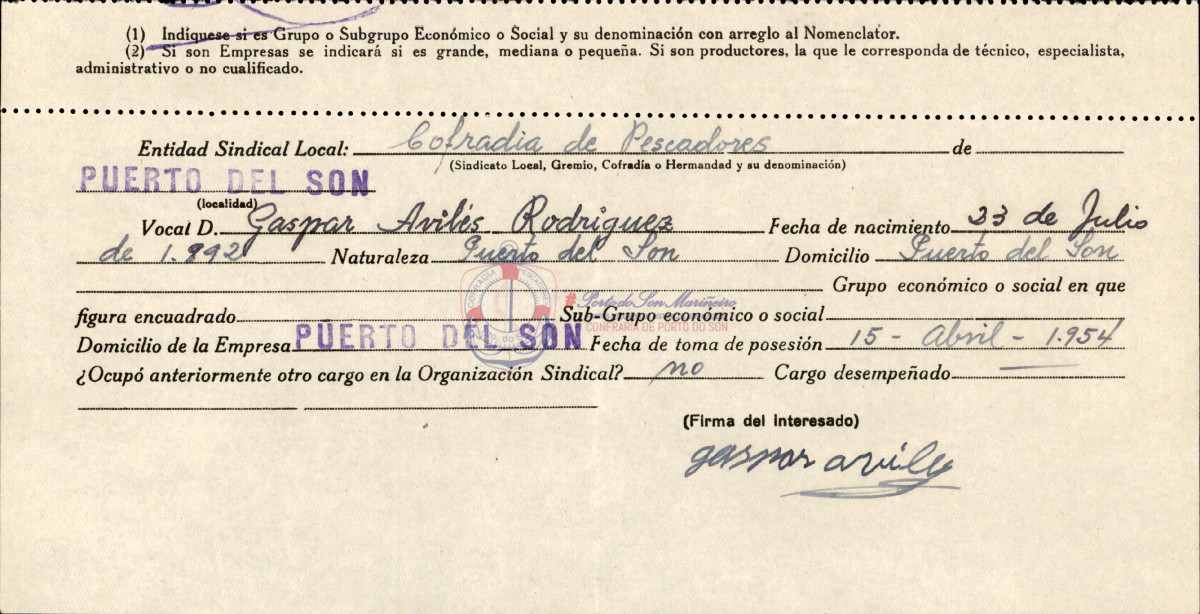 (1) Indíquese si es Grupo o Subgrupo Económico o Social y su denominación con arreglo al Nomenclator.
(2) Si son Empresas se indicará si es grande, mediana o pequeña. Si son productores, la que le corresponda de técnico, especialista,
administrativo o no cualificado.
Entidad Sindical Local: Cofradia de Pescadores de
(Sindicato Local, Gremio, Cofradía o Hermandad y su denominación)
PUERTO DEL SON
(localidad)
Vocal D. Gaspar Avilés Rodriguez Fecha de nacimiento 23 de Julio
de 1.892 Naturaleza Puerto del Son Domicilio Puerto del Son
COFRADIA PESCADORES
Grupo económico o social en que
#Porto do Son Mariñeiro
figura encuadrado Sub-Grupo económico o social
CONFRARÍA DE PORTO DO SON
Domicilio de la Empresa PUERTO DEL SON Fecha de toma de posesión 15 - Abril - 1.954
¿Ocupó anteriormente otro cargo en la Organización Sindical? no Cargo desempeñado
(Firma del interesado)
gaspar aviles